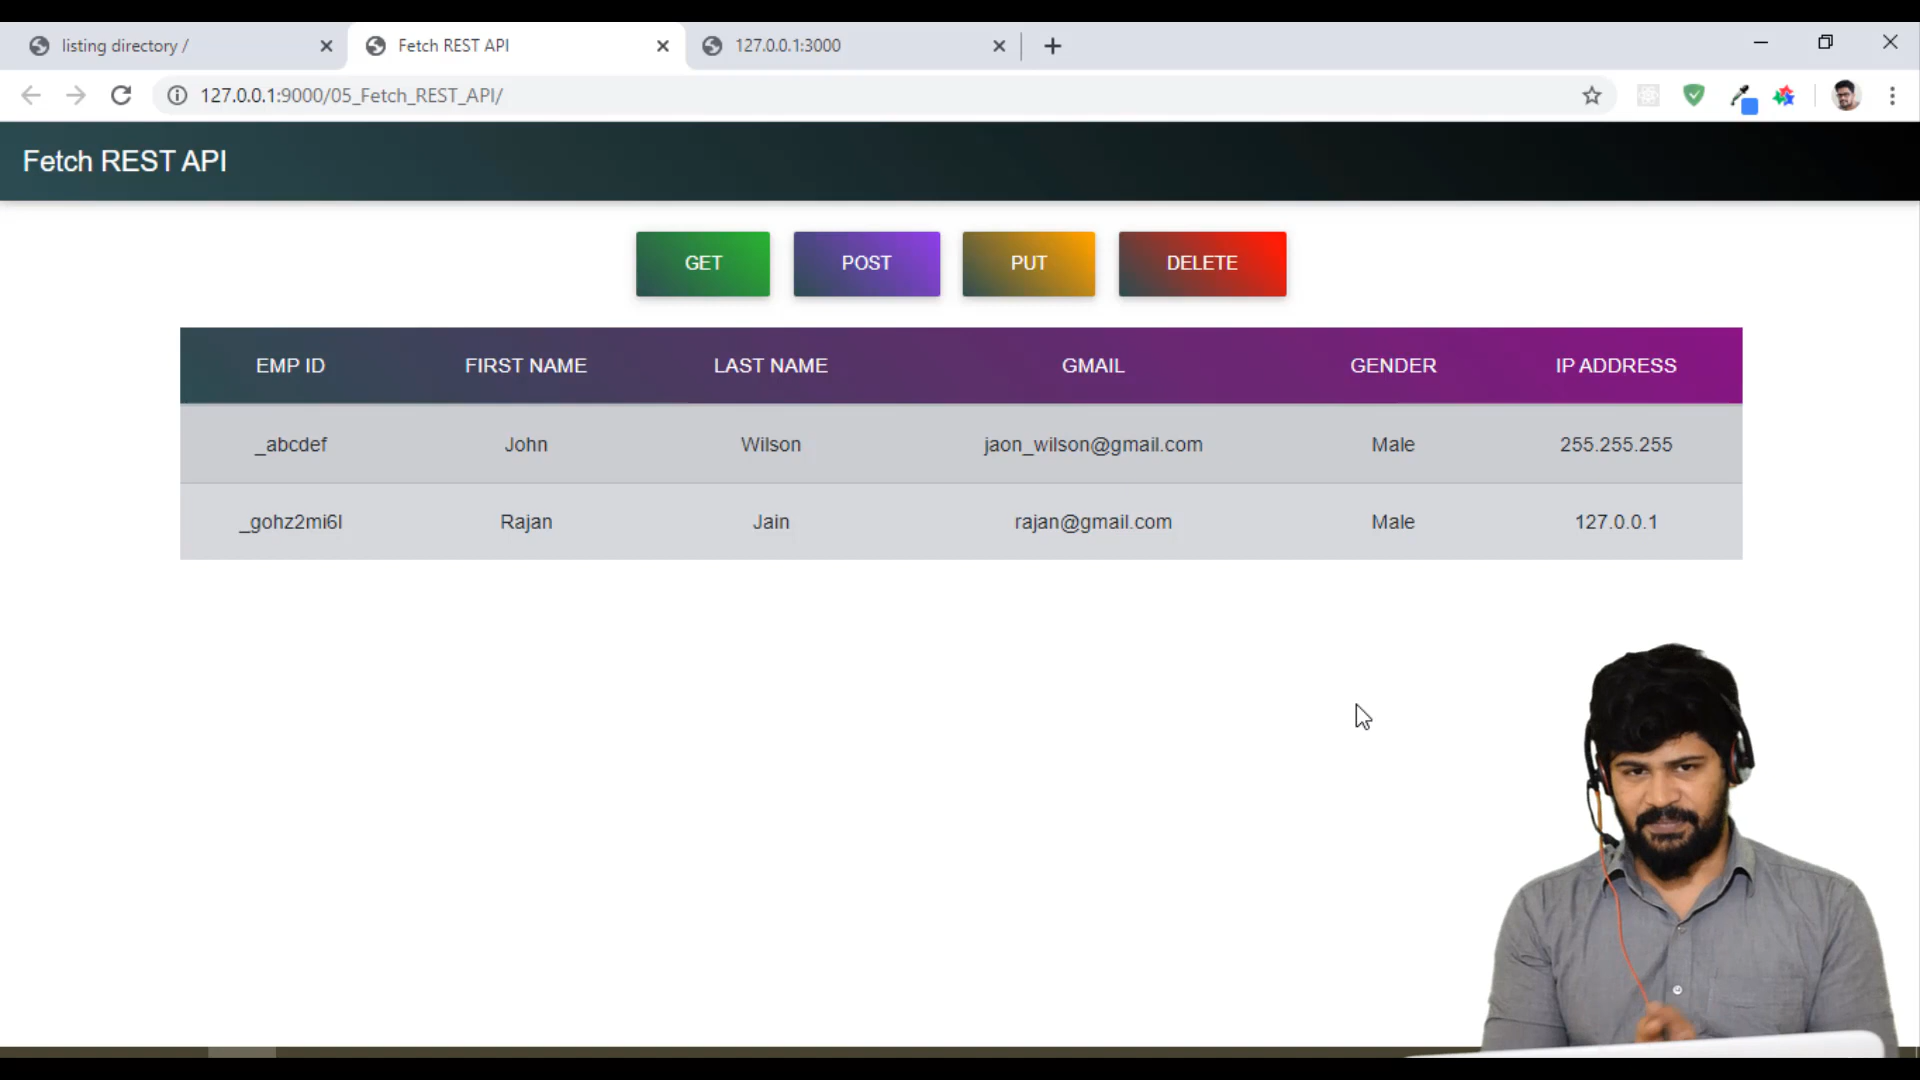 listing directory /
Fetch REST API
127.0.0.1:3000
127.0.0.1:9000/05_Fetch_REST_API/
Fetch REST API
GET POST PUT DELETE
EMP ID FIRST NAME LAST NAME GMAIL GENDER IP ADDRESS
_abcdef John Wilson jaon_wilson@gmail.com Male 255.255.255
_gohz2mi6l Rajan Jain rajan@gmail.com Male 127.0.0.1